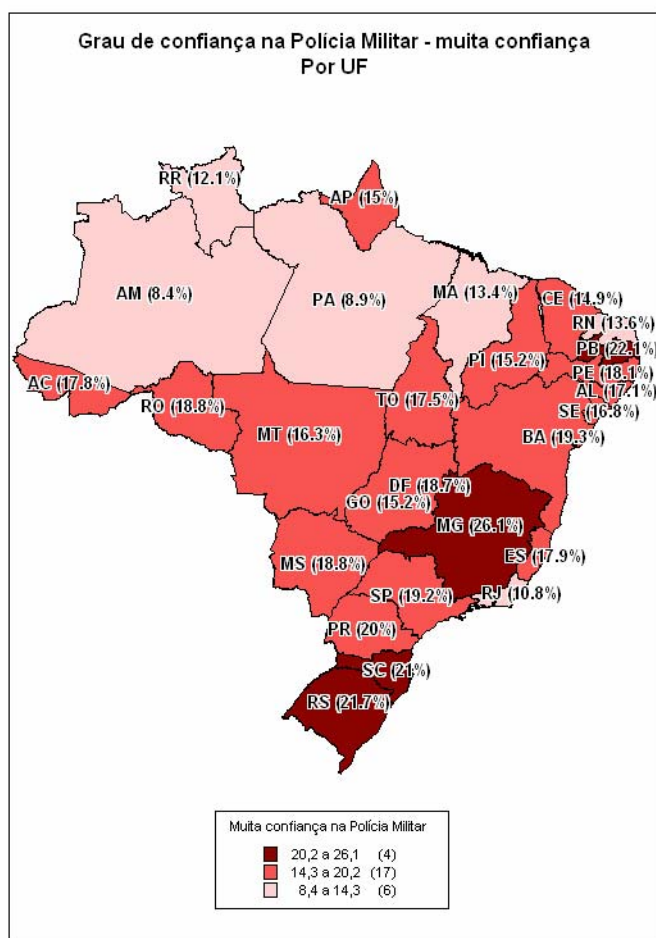 Grau de confiança na Polícia Militar - muita confiança
Por UF
RR (12.1%)
AP (15%)
AM (8.4%)
PA (8.9%)
MA (13.4%)
CE (14.9%)
RN (13.6%)
PB (22.1%)
PI (15.2%)
PE (18.1%)
AC (17.8%)
AL (17.1%)
TO (17.5%)
RO (18.8%)
SE (16.8%)
MT (16.3%)
BA (19.3%)
DF (18.7%)
GO (15.2%)
MG (26.1%)
ES (17.9%)
MS (18.8%)
RJ (10.8%)
SP (19.2%)
PR (20%)
SC (21%)
RS (21.7%)
Muita confiança na Polícia Militar
20,2 a 26,1 (4)
14,3 a 20,2 (17)
8,4 a 14,3 (6)